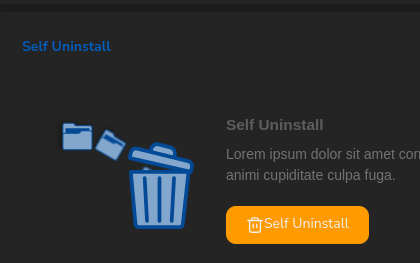 Self Uninstall
Self Uninstall
Lorem ipsum dolor sit amet con
animi cupiditate culpa fuga.
Self Uninstall